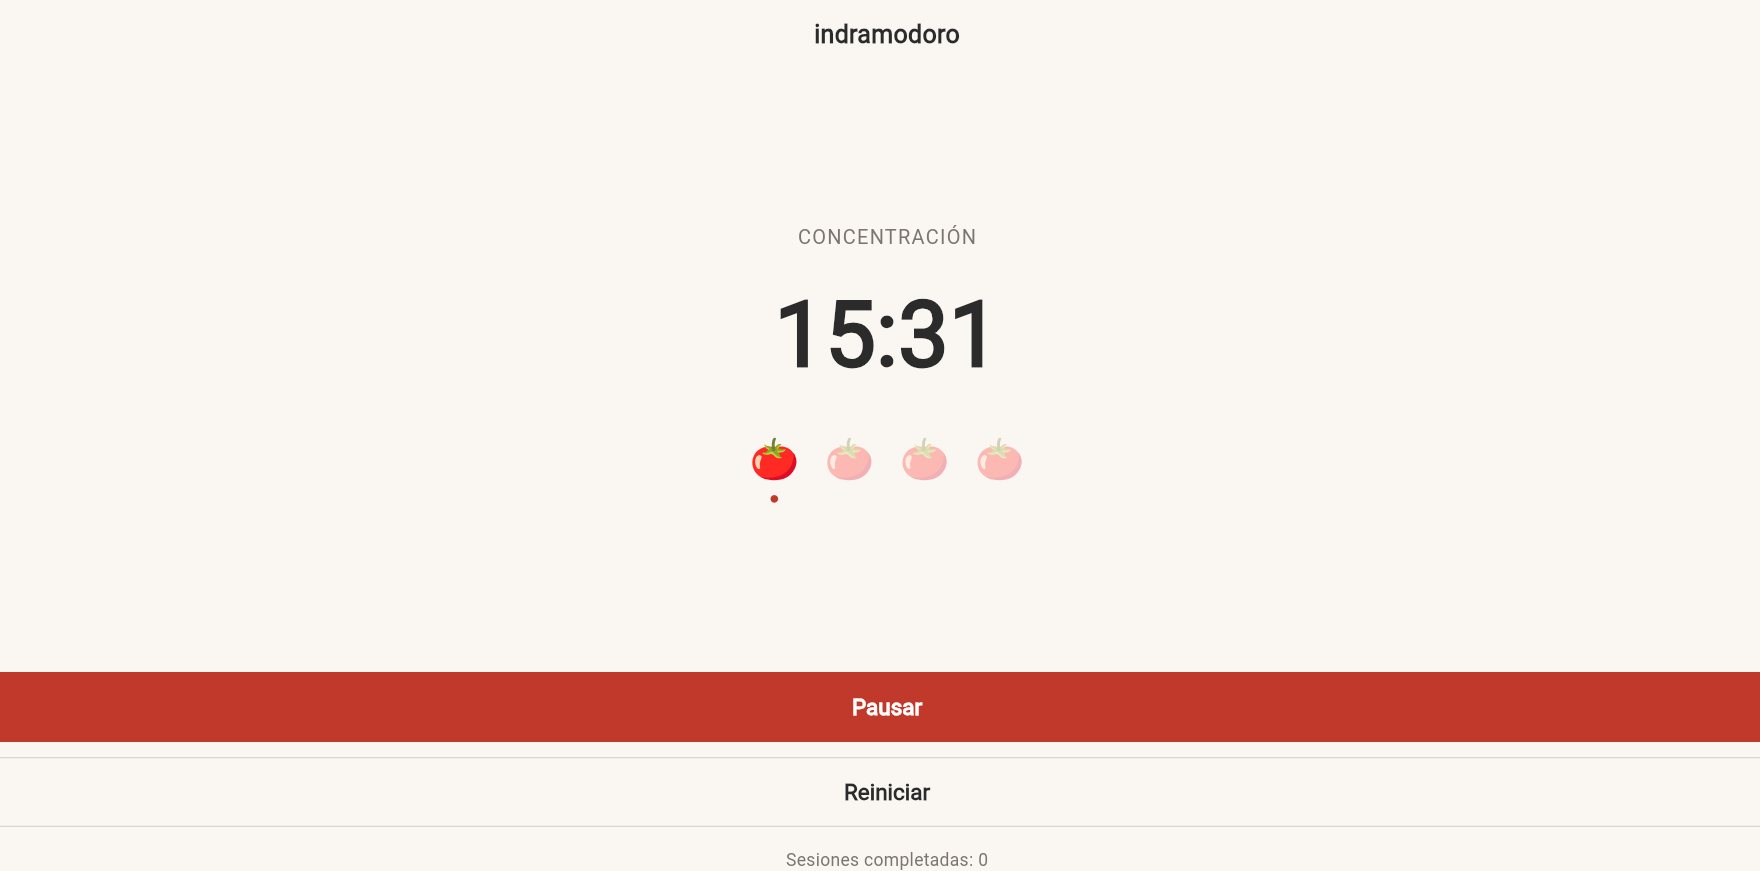 indramodoro
CONCENTRACIÓN
15:31
Pausar
Reiniciar
Sesiones completadas: 0